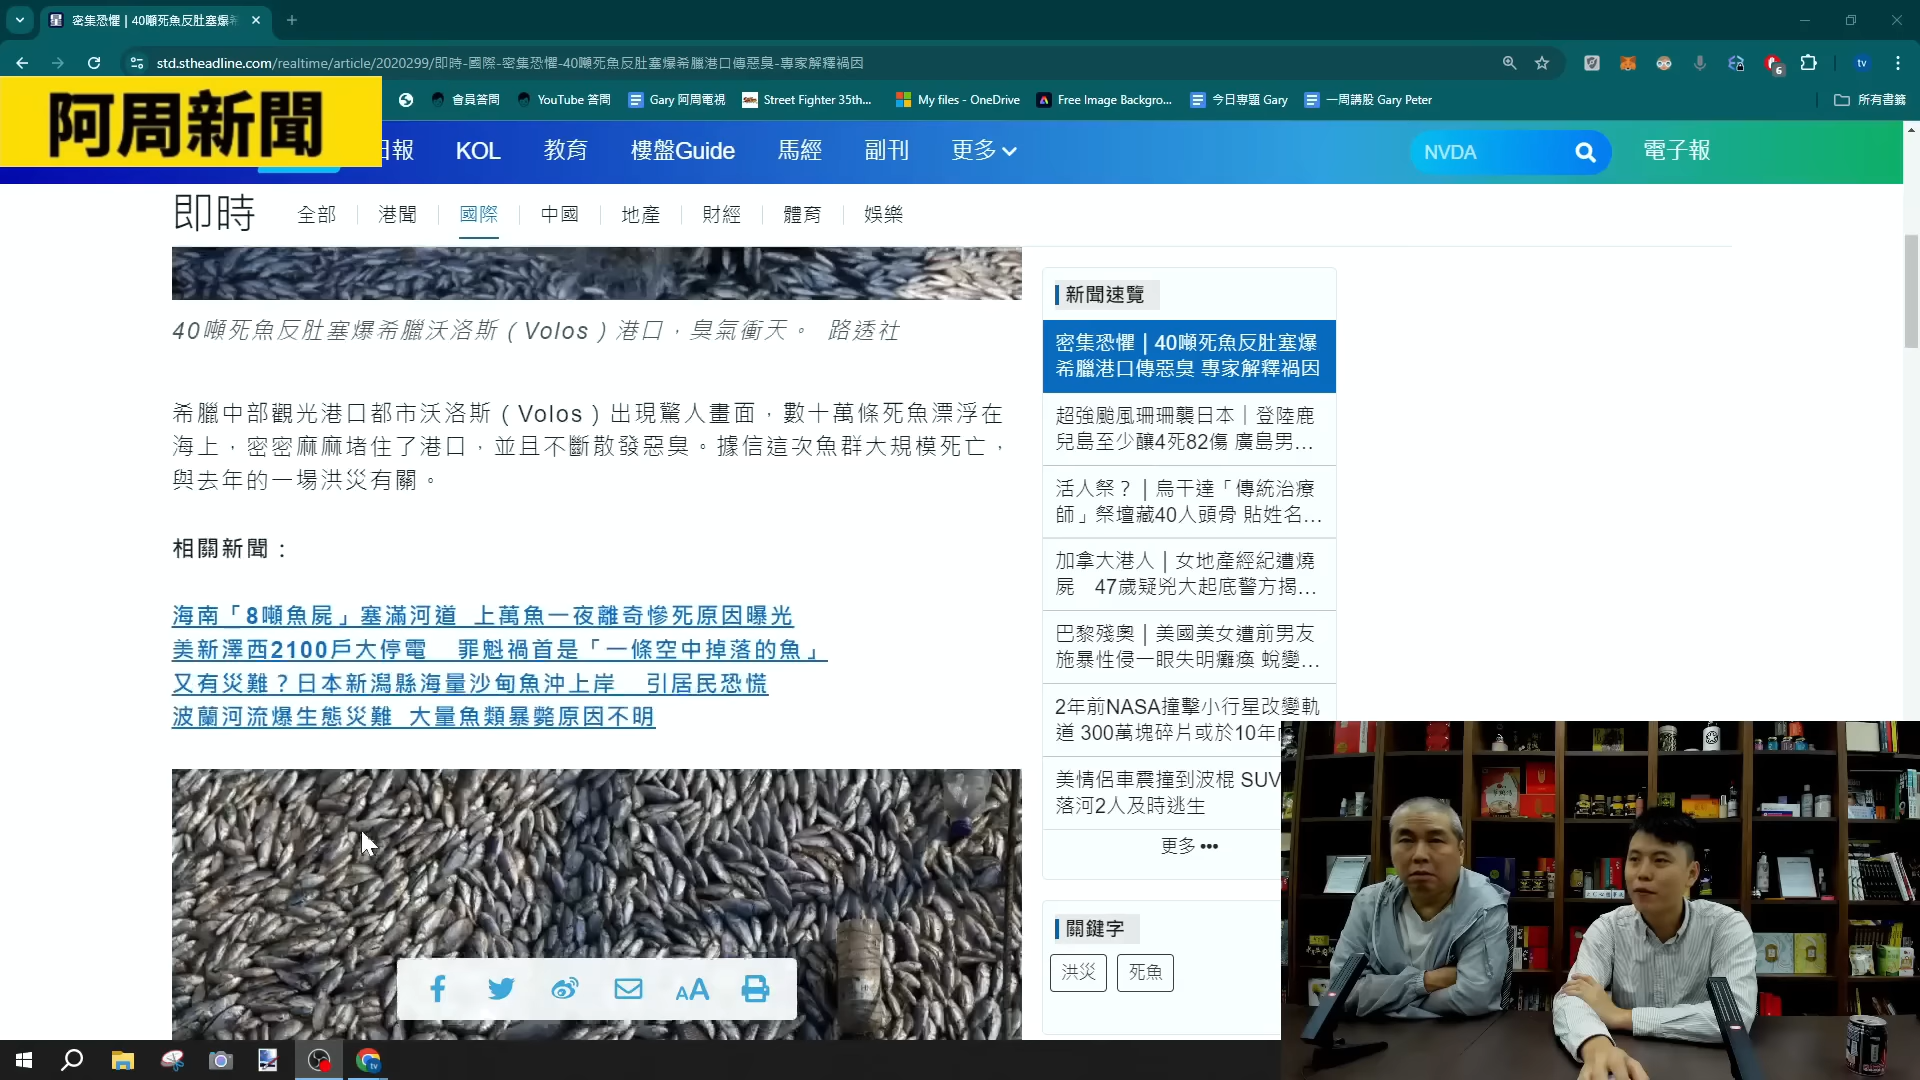 密集恐懼｜40噸死魚反肚塞爆希
std.stheadline.com/realtime/article/2020299/即時-國際-密集恐懼-40噸死魚反肚塞爆希臘港口傳惡臭-專家解釋禍因
tv
會員答問
YouTube 答問
Gary 阿周電視
Street Fighter 35th...
My files - OneDrive
Free Image Backgro...
今日專題 Gary
一周講股 Gary Peter
所有書籤
阿周新聞
日報
KOL
教育
樓盤Guide
馬經
副刊
更多
NVDA
電子報
即時
全部
港聞
國際
中國
地產
財經
體育
娛樂
40噸死魚反肚塞爆希臘沃洛斯（Volos）港口，臭氣衝天。 路透社
希臘中部觀光港口都市沃洛斯（Volos）出現驚人畫面，數十萬條死魚漂浮在
海上，密密麻麻堵住了港口，並且不斷散發惡臭。據信這次魚群大規模死亡，
與去年的一場洪災有關。
相關新聞：
海南「8噸魚屍」塞滿河道 上萬魚一夜離奇慘死原因曝光
美新澤西2100戶大停電 罪魁禍首是「一條空中掉落的魚」
又有災難？日本新潟縣海量沙甸魚沖上岸 引居民恐慌
波蘭河流爆生態災難 大量魚類暴斃原因不明
AA
新聞速覽
密集恐懼｜40噸死魚反肚塞爆
希臘港口傳惡臭 專家解釋禍因
超強颱風珊珊襲日本｜登陸鹿
兒島至少釀4死82傷 廣島男...
活人祭？｜烏干達「傳統治療
師」祭壇藏40人頭骨 貼姓名...
加拿大港人｜女地產經紀遭燒
屍 47歲疑兇大起底警方揭...
巴黎殘奧｜美國美女遭前男友
施暴性侵一眼失明癱瘓 蛻變...
2年前NASA撞擊小行星改變軌
道 300萬塊碎片或於10年
美情侶車震撞到波棍 SUV
落河2人及時逃生
更多 •••
關鍵字
洪災
死魚